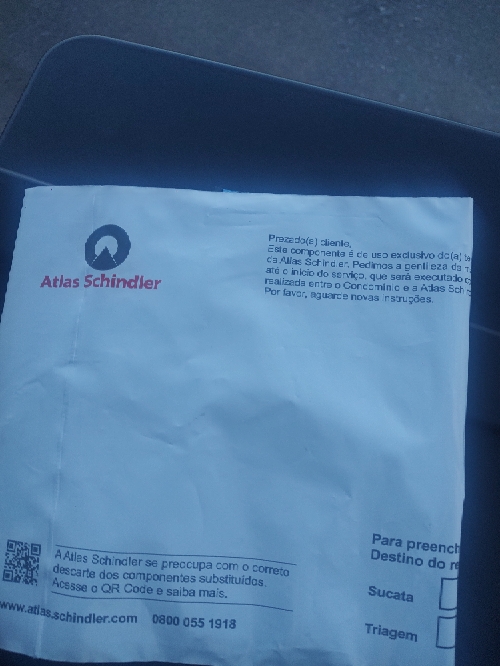 Atlas Schindler
Prezado(s) cliente,
Este componente é de uso exclusivo do(a)
da Atlas Schindler. Pedimos a gentileza de
até o início do serviço, que será executado
realizada entre o Condomínio e a Atlas Sch
Por favor, aguarde novas instruções.
A Atlas Schindler se preocupa com o correto
descarte dos componentes substituídos.
Acesse o QR Code e saiba mais.
www.atlas.schindler.com 0800 055 1918
Para preench
Destino do re
Sucata
Triagem